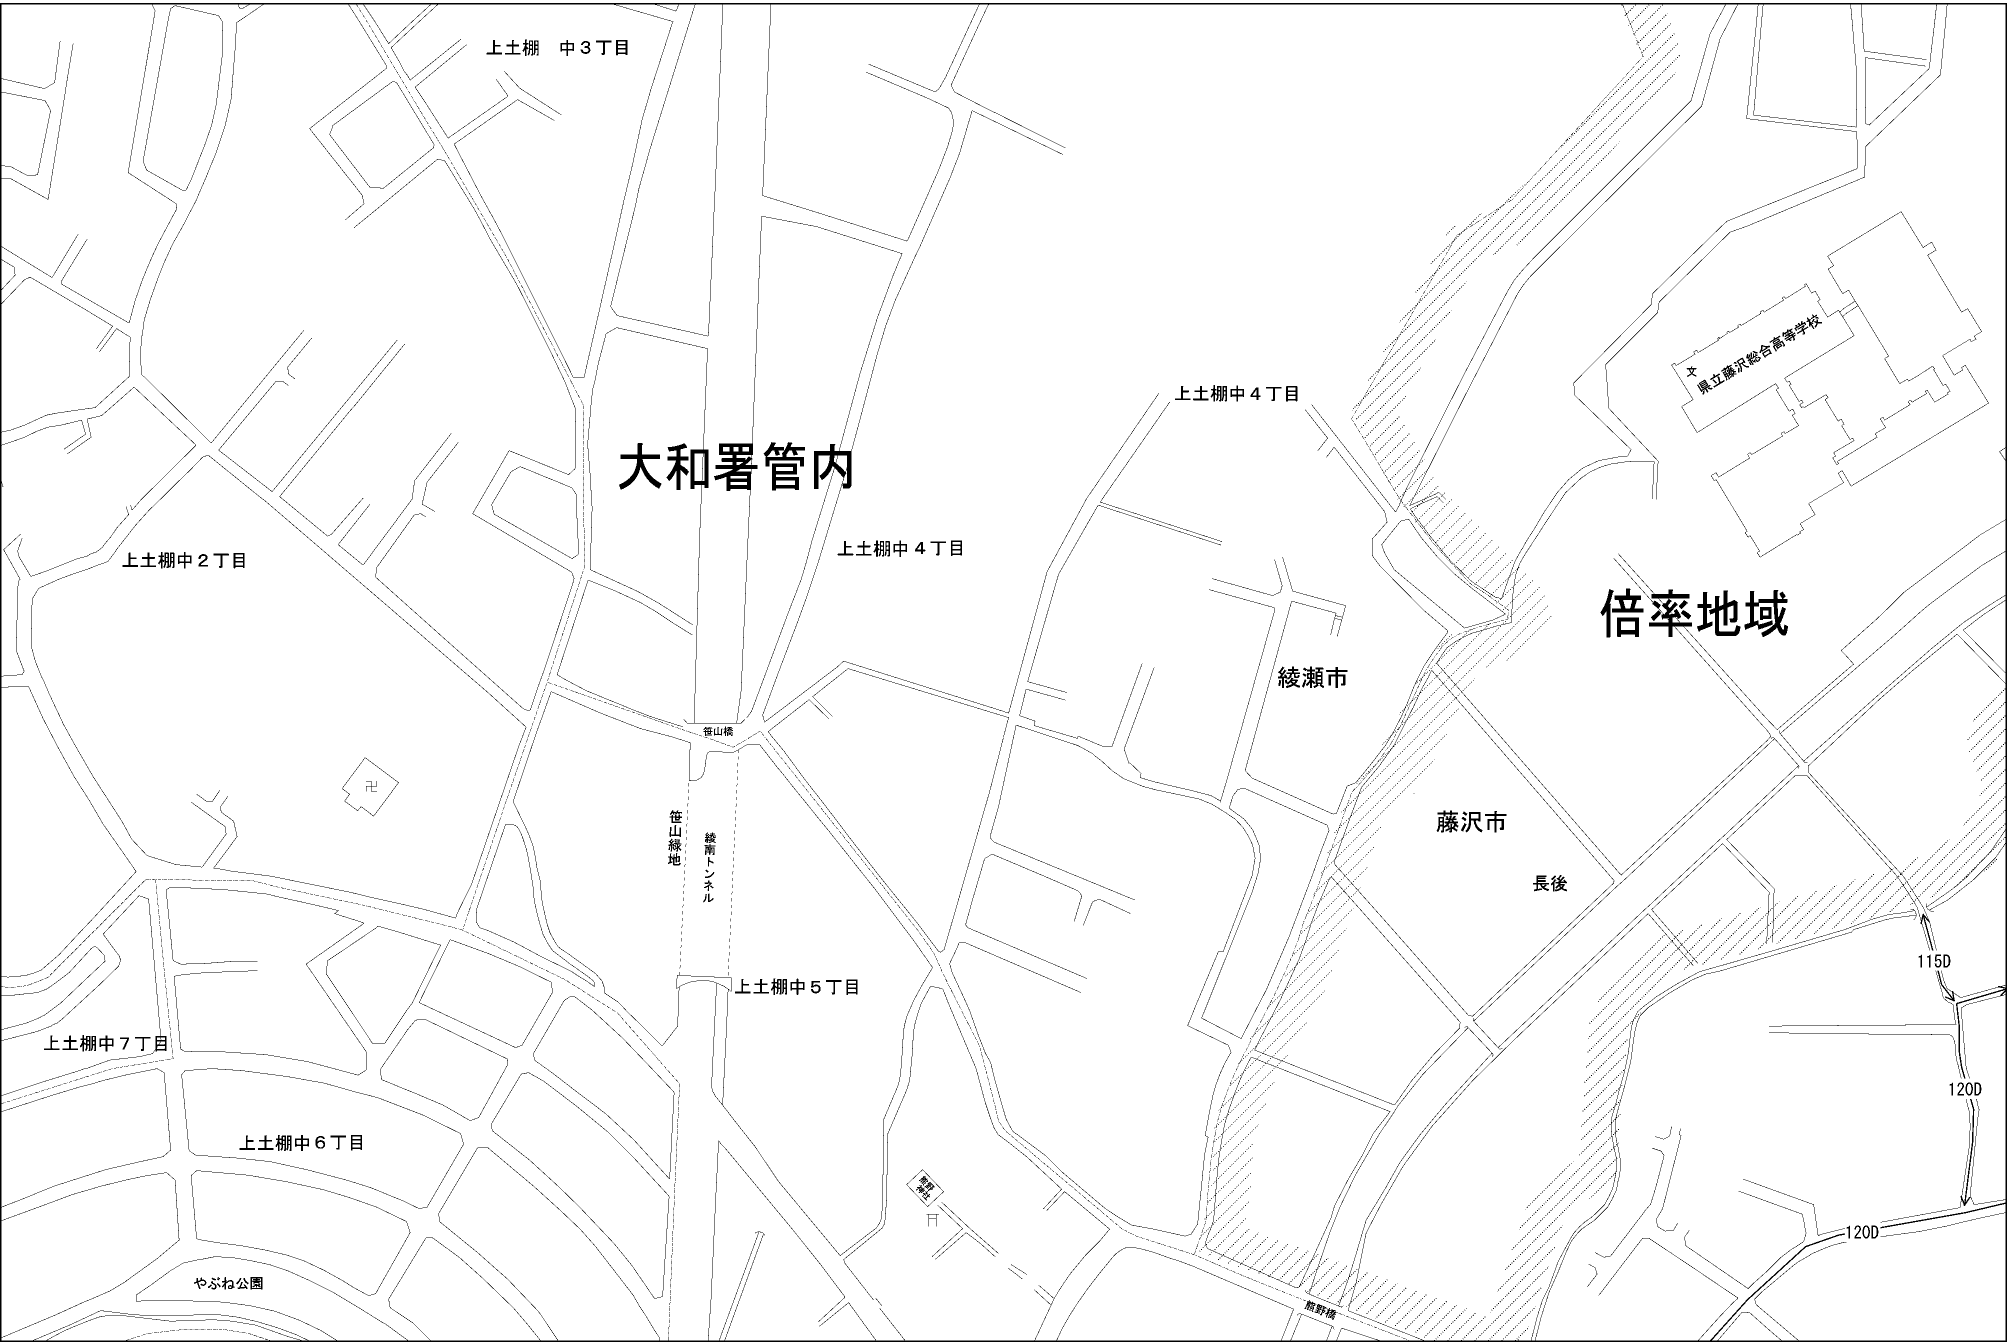 上土棚　中３丁目
県立藤沢総合高等学校
文
上土棚中４丁目
大和署管内
上土棚中４丁目
上土棚中２丁目
倍率地域
綾瀬市
笹山橋
卍
笹山緑地
綾南トンネル
藤沢市
長後
115D
上土棚中５丁目
上土棚中７丁目
120D
上土棚中６丁目
熊野
神社
120D
やぶね公園
熊野橋